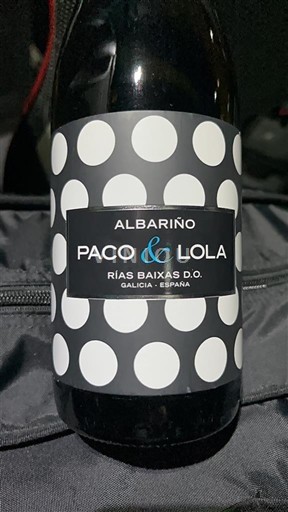 ALBARIÑO
PACO & LOLA
RÍAS BAIXAS D.O.
GALICIA - ESPAÑA